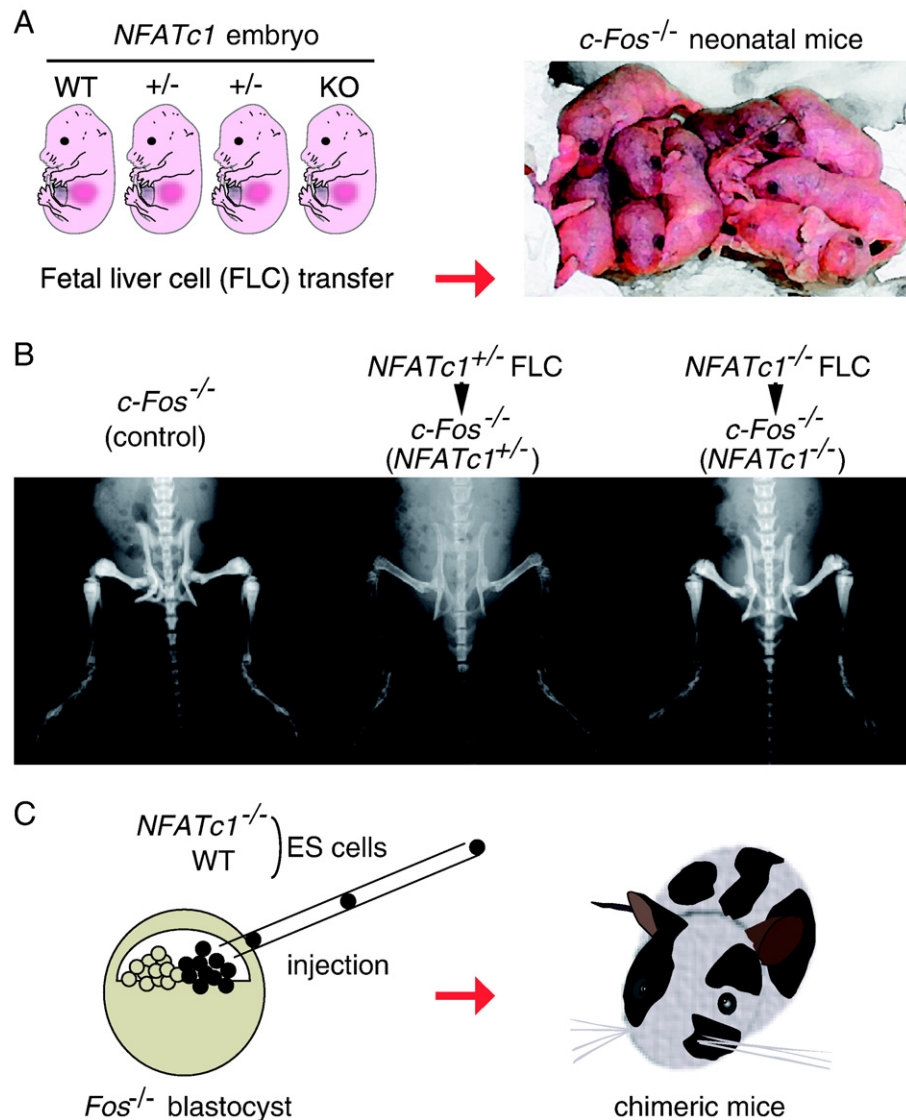 A
NFATc1 embryo
WT +/- +/- KO
Fetal liver cell (FLC) transfer
c-Fos-/- neonatal mice
B
c-Fos-/-
(control)
NFATc1+/- FLC
c-Fos-/-
(NFATc1+/-)
NFATc1-/- FLC
c-Fos-/-
(NFATc1-/-)
C
NFATc1-/-
WT
ES cells
injection
Fos-/- blastocyst
chimeric mice